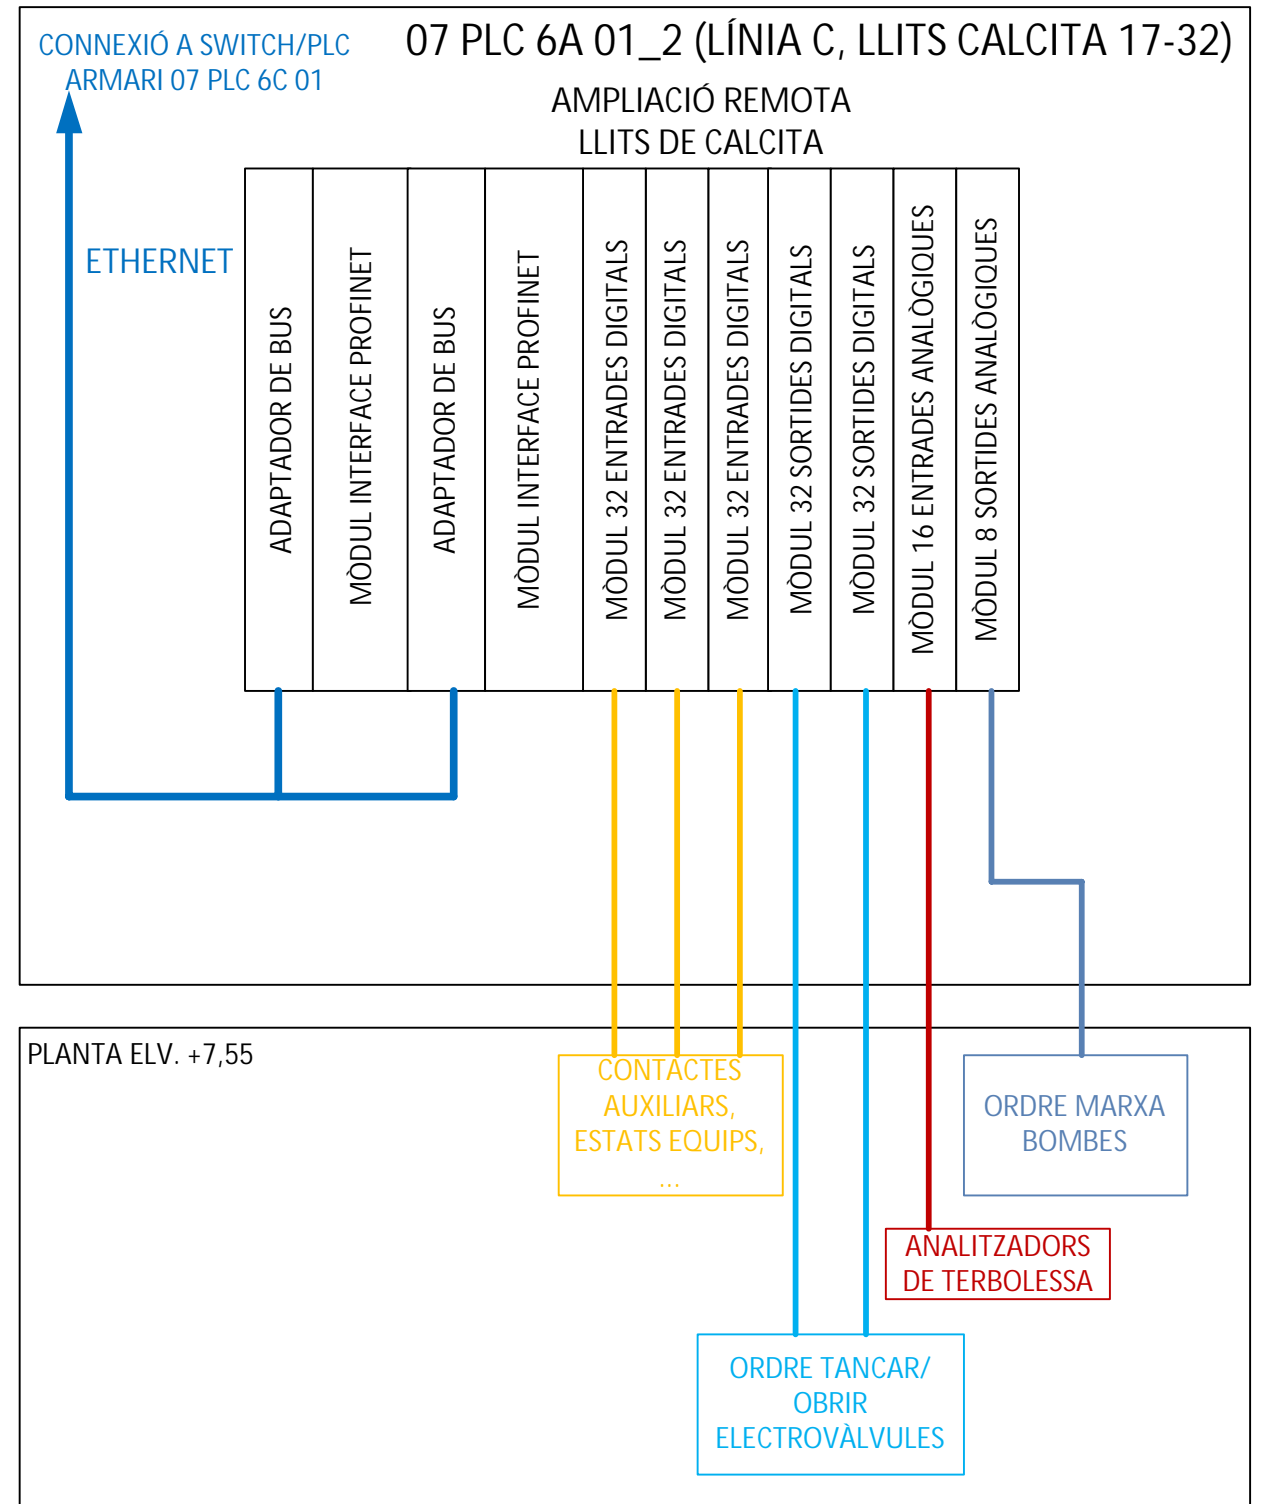 CONNEXIÓ A SWITCH/PLC
ARMARI 07 PLC 6C 01
07 PLC 6A 01_2 (LÍNIA C, LLITS CALCITA 17-32)
AMPLIACIÓ REMOTA
LLITS DE CALCITA
ETHERNET
ADAPTADOR DE BUS
MÒDUL INTERFACE PROFINET
ADAPTADOR DE BUS
MÒDUL INTERFACE PROFINET
MÒDUL 32 ENTRADES DIGITALS
MÒDUL 32 ENTRADES DIGITALS
MÒDUL 32 ENTRADES DIGITALS
MÒDUL 32 SORTIDES DIGITALS
MÒDUL 32 SORTIDES DIGITALS
MÒDUL 16 ENTRADES ANALÒGIQUES
MÒDUL 8 SORTIDES ANALÒGIQUES
PLANTA ELV. +7,55
CONTACTES
AUXILIARS,
ESTATS EQUIPS,
...
ORDRE MARXA
BOMBES
ANALITZADORS
DE TERBOLESSA
ORDRE TANCAR/
OBRIR
ELECTROVÀLVULES